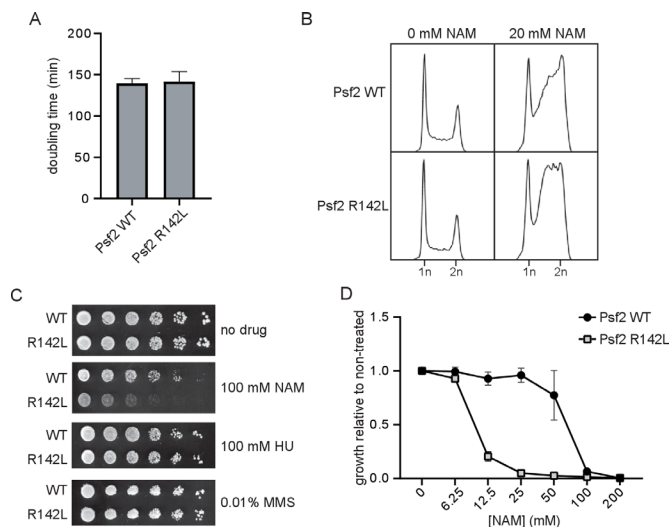 A
doubling time (min)
200
150
100
50
0
Psf2 WT
Psf2 R142L
B
0 mM NAM
20 mM NAM
Psf2 WT
Psf2 R142L
1n
2n
1n
2n
C
WT
R142L
no drug
WT
R142L
100 mM NAM
WT
R142L
100 mM HU
WT
R142L
0.01% MMS
D
Psf2 WT
Psf2 R142L
growth relative to non-treated
1.5
1.0
0.5
0.0
0
6.25
12.5
25
50
100
200
[NAM] (mM)